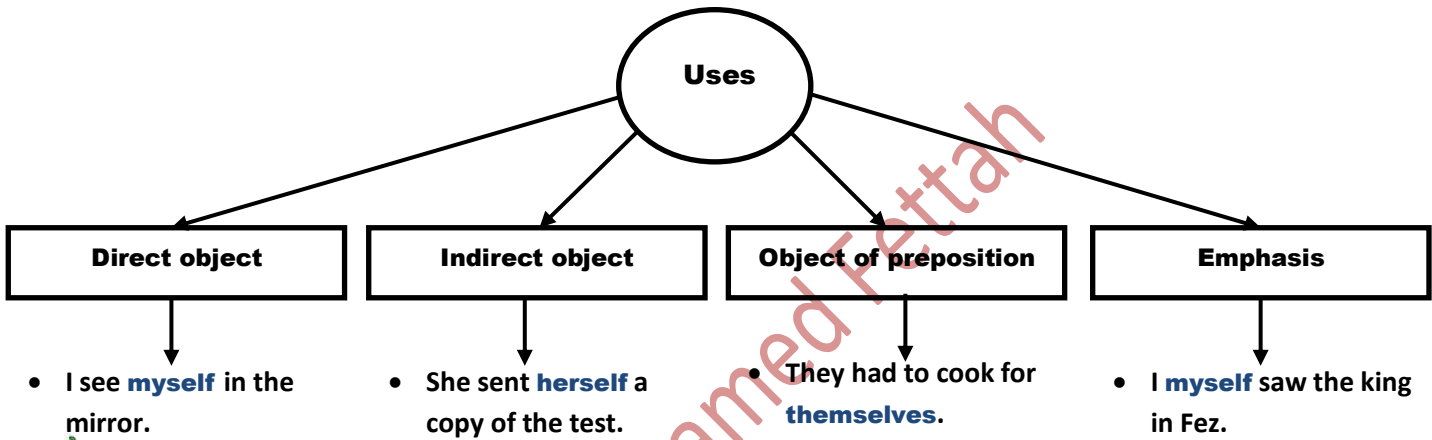 Uses
Direct object
Indirect object
Object of preposition
Emphasis
• I see myself in the
mirror.
• She sent herself a
copy of the test.
• They had to cook for
themselves.
• I myself saw the king
in Fez.
Fettah